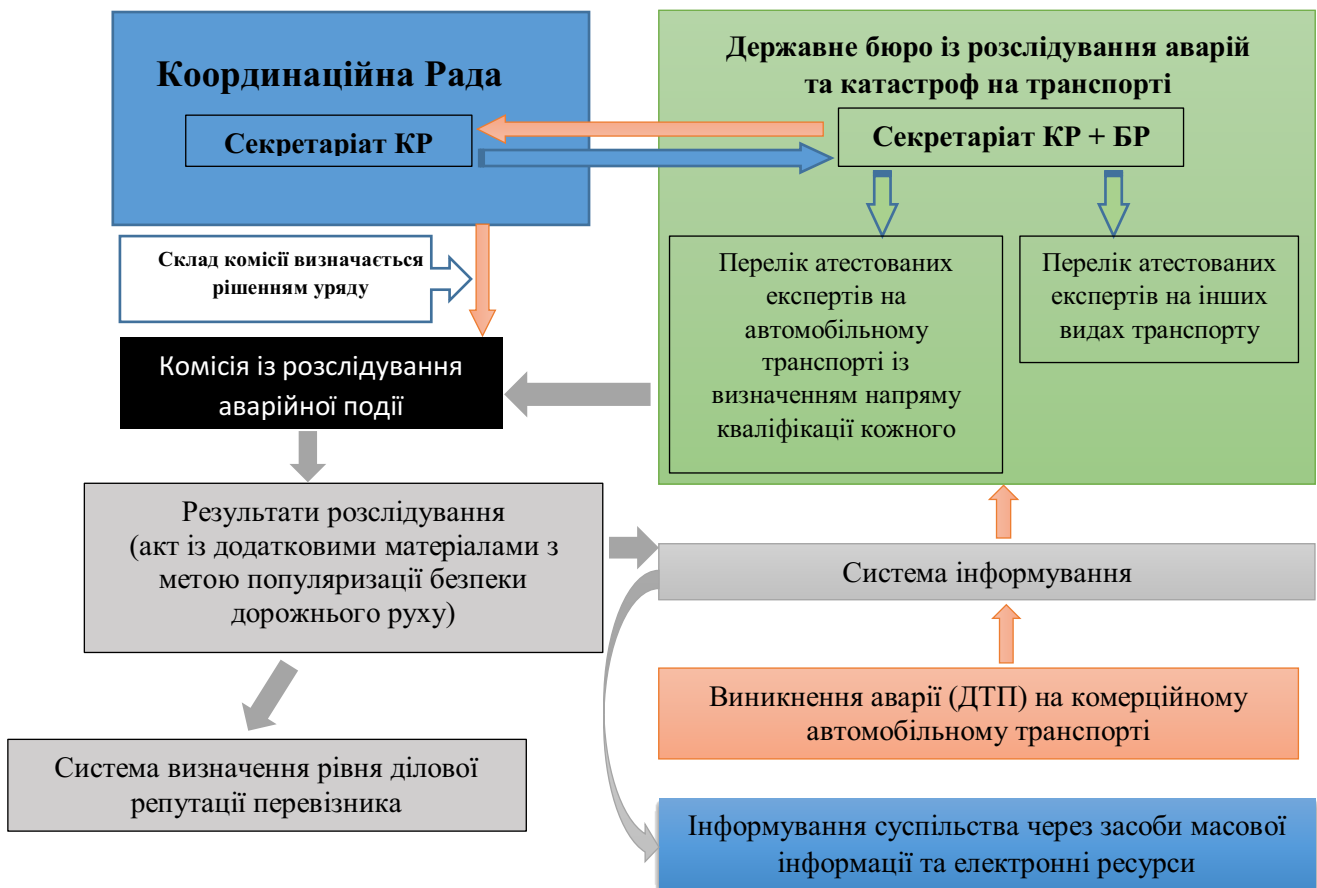 Координаційна Рада
Секретаріат КР
Державне бюро із розслідування аварій
та катастроф на транспорті
Секретаріат КР + БР
Склад комісії визначається
рішенням уряду
Перелік атестованих
експертів на
автомобільному
транспорті із
визначенням напряму
кваліфікації кожного
Перелік атестованих
експертів на інших
видах транспорту
Комісія із розслідування
аварійної події
Результати розслідування
(акт із додатковими матеріалами з
метою популяризації безпеки
дорожнього руху)
Система інформування
Виникнення аварії (ДТП) на комерційному
автомобільному транспорті
Система визначення рівня ділової
репутації перевізника
Інформування суспільства через засоби масової
інформації та електронні ресурси